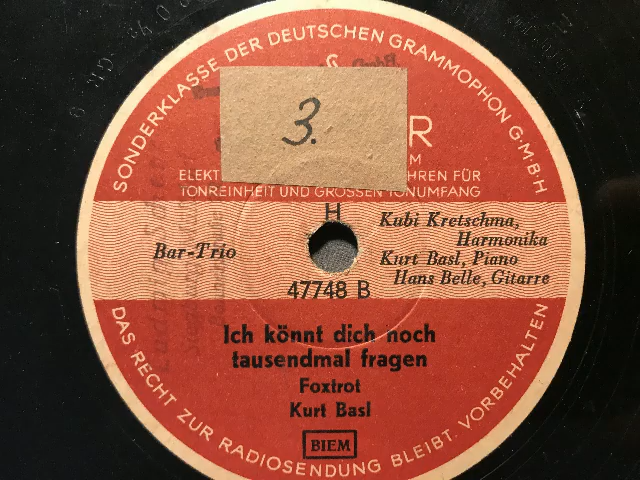 SONDERKLASSE DER DEUTSCHEN GRAMMOPHON G·M·B·H
3.
R
M
ELEKT HREN FÜR
TONREINHEIT UND GROSSEN TONUMFANG
H
Bar-Trio
Kubi Kretschma,
Harmonika
Kurt Basl, Piano
Hans Belle, Gitarre
47748 B
Ich könnt dich noch
tausendmal fragen
Foxtrot
Kurt Basl
BIEM
DAS RECHT ZUR RADIOSENDUNG BLEIBT VORBEHALTEN